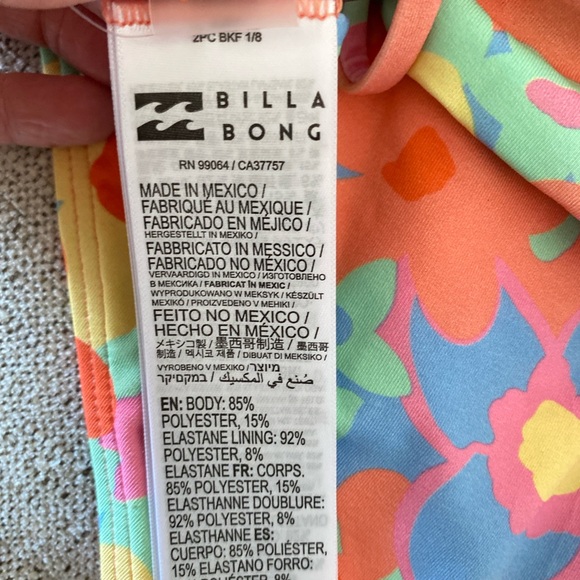 2PC BKF 1/8
BILLA
BONG
RN 99064 / CA37757
MADE IN MEXICO /
FABRIQUÉ AU MEXIQUE /
FABRICADO EN MÉJICO /
HERGESTELLT IN MEXIKO /
FABBRICATO IN MESSICO /
FABRICADO NO MÉXICO /
VERVAARDIGD IN MEXICO / ИЗГОТОВЛЕНО
В МЕКСИКА / FABRICAT ÎN MEXIC /
WYPRODUKOWANO W MEKSYK / KÉSZÜLT
MEXIKÓ / PROIZVEDENO V MEHIKI /
FEITO NO MEXICO /
HECHO EN MÉXICO /
メキシコ製 / 墨西哥制造 / 墨西哥
制造 / 멕시코 제품 / DIBUAT DI MEKSIKO /
VYROBENO V MEXIKO / מיוצר
صنع في المكسيك / במקסיקו
EN: BODY: 85%
POLYESTER, 15%
ELASTANE LINING: 92%
POLYESTER, 8%
ELASTANE FR: CORPS.
85% POLYESTER, 15%
ELASTHANNE DOUBLURE:
92% POLYESTER, 8%
ELASTHANNE ES:
CUERPO: 85% POLIÉSTER,
15% ELASTANO FORRO:
92% POLIÉSTER, 8%